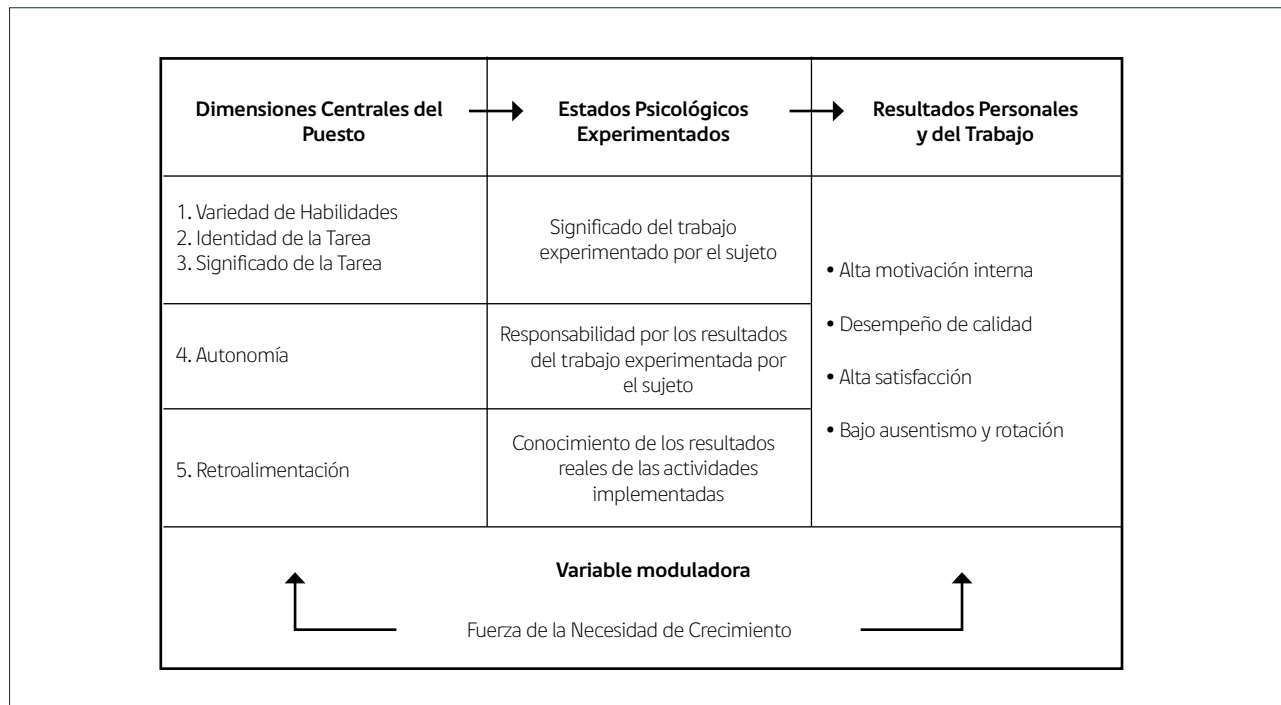 Dimensiones Centrales del
Puesto
Estados Psicológicos
Experimentados
Resultados Personales
y del Trabajo
1. Variedad de Habilidades
2. Identidad de la Tarea
3. Significado de la Tarea
Significado del trabajo
experimentado por el sujeto
4. Autonomía
Responsabilidad por los resultados
del trabajo experimentada por
el sujeto
5. Retroalimentación
Conocimiento de los resultados
reales de las actividades
implementadas
• Alta motivación interna
• Desempeño de calidad
• Alta satisfacción
• Bajo ausentismo y rotación
Variable moduladora
Fuerza de la Necesidad de Crecimiento